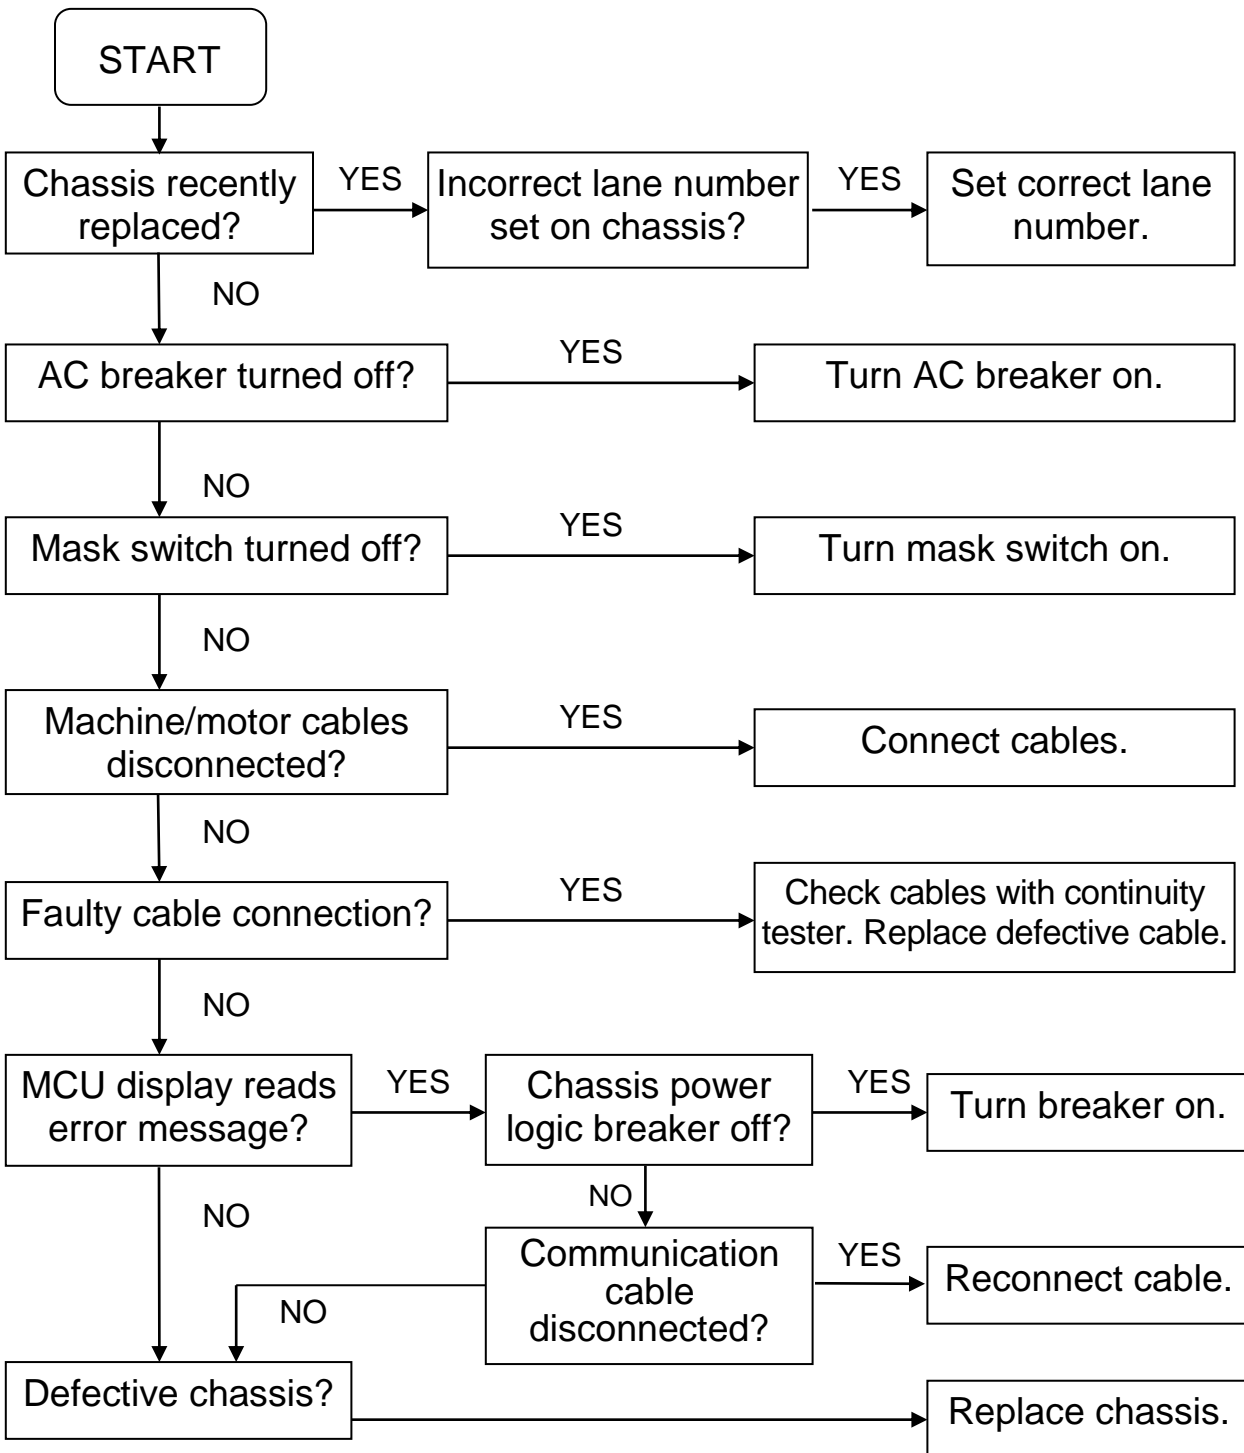 START
Chassis recently
replaced?
YES
Incorrect lane number
set on chassis?
YES
Set correct lane
number.
NO
AC breaker turned off?
YES
Turn AC breaker on.
NO
Mask switch turned off?
YES
Turn mask switch on.
NO
Machine/motor cables
disconnected?
YES
Connect cables.
NO
Faulty cable connection?
YES
Check cables with continuity
tester. Replace defective cable.
NO
MCU display reads
error message?
YES
Chassis power
logic breaker off?
YES
Turn breaker on.
NO
NO
Communication
cable
disconnected?
YES
Reconnect cable.
NO
Defective chassis?
Replace chassis.